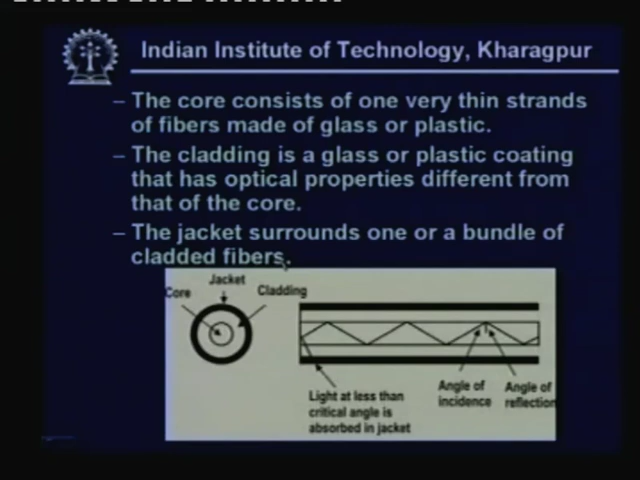 Indian Institute of Technology, Kharagpur
– The core consists of one very thin strands
of fibers made of glass or plastic.
– The cladding is a glass or plastic coating
that has optical properties different from
that of the core.
– The jacket surrounds one or a bundle of
cladded fibers.
Jacket
Core
Cladding
Light at less than
critical angle is
absorbed in jacket
Angle of
incidence
Angle of
reflection